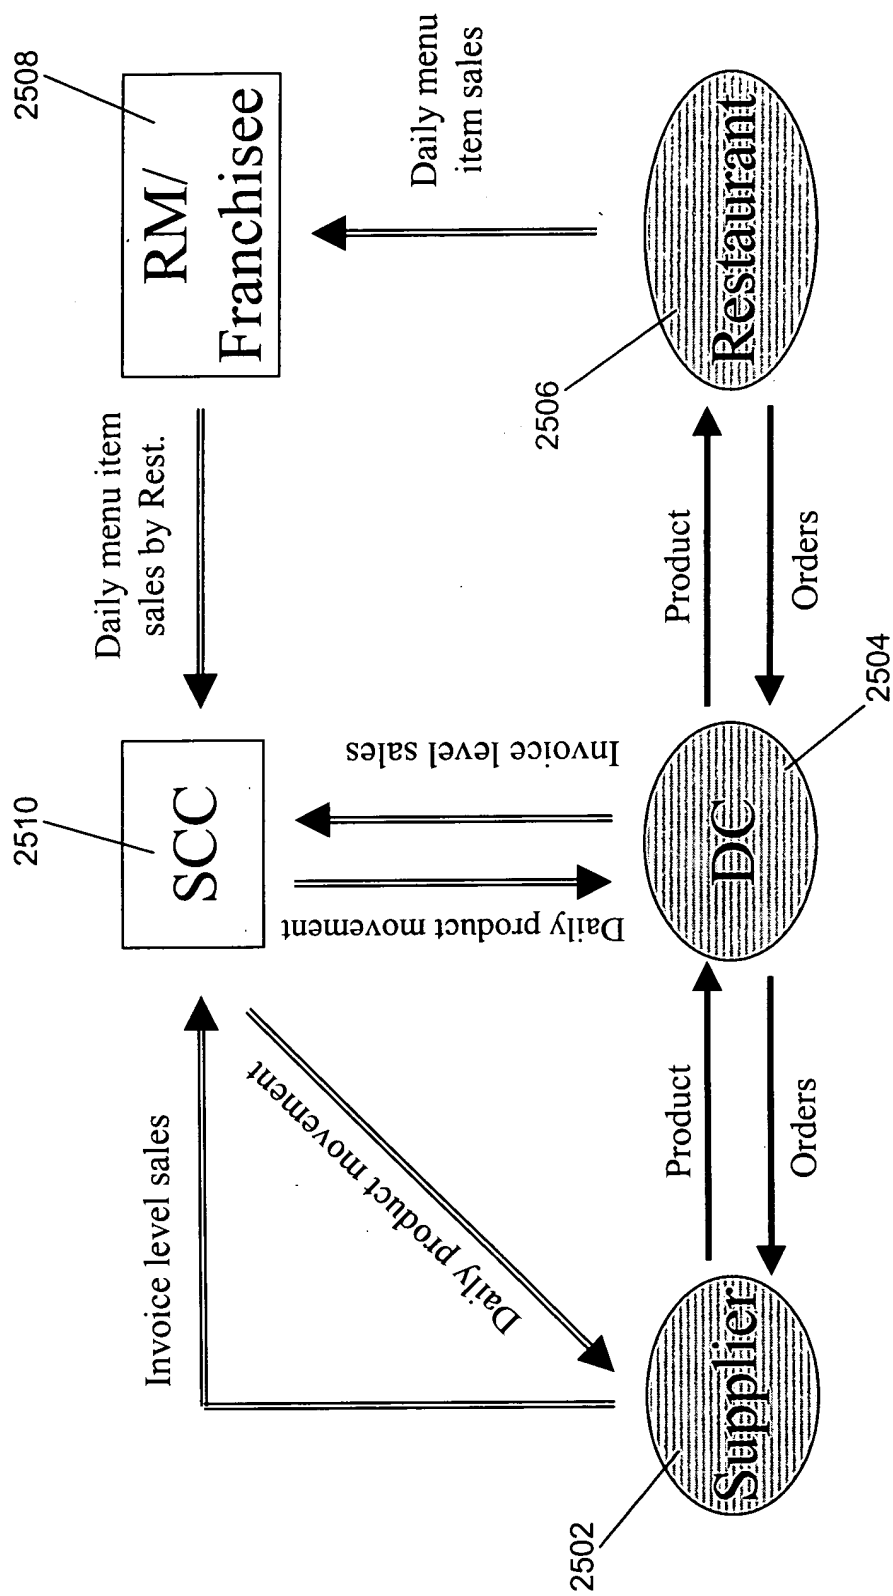 2510
2508
SCC
RM/
Franchisee
Invoice level sales
Daily menu item
sales by Rest.
Daily product movement
Daily product movement
Invoice level sales
Daily menu
item sales
2502
2506
Supplier
DC
Restaurant
Product
Product
Orders
Orders
2504